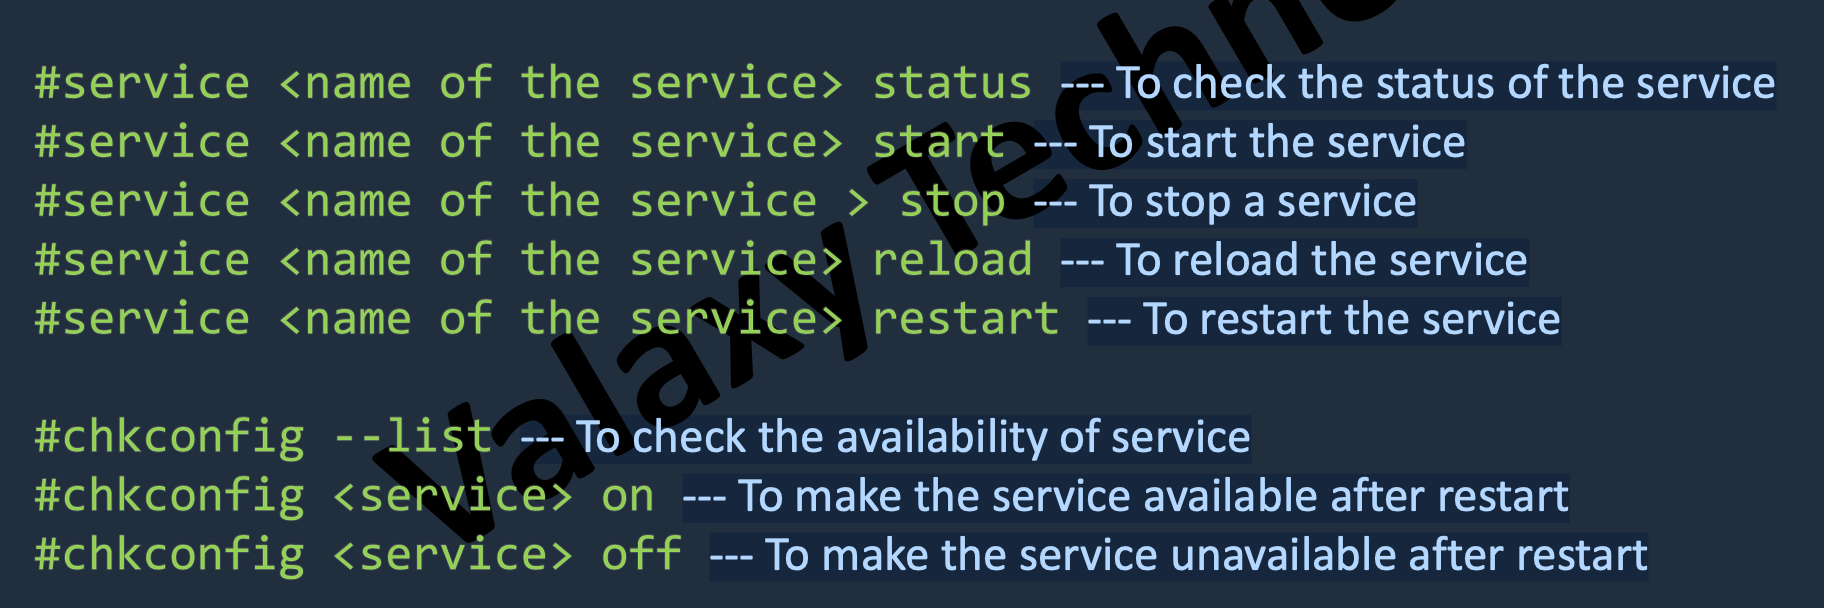 #service <name of the service> status --- To check the status of the service
#service <name of the service> start --- To start the service
#service <name of the service > stop --- To stop a service
#service <name of the service> reload --- To reload the service
#service <name of the service> restart --- To restart the service
#chkconfig --list --- To check the availability of service
#chkconfig <service> on --- To make the service available after restart
#chkconfig <service> off --- To make the service unavailable after restart
Valaxy Techno